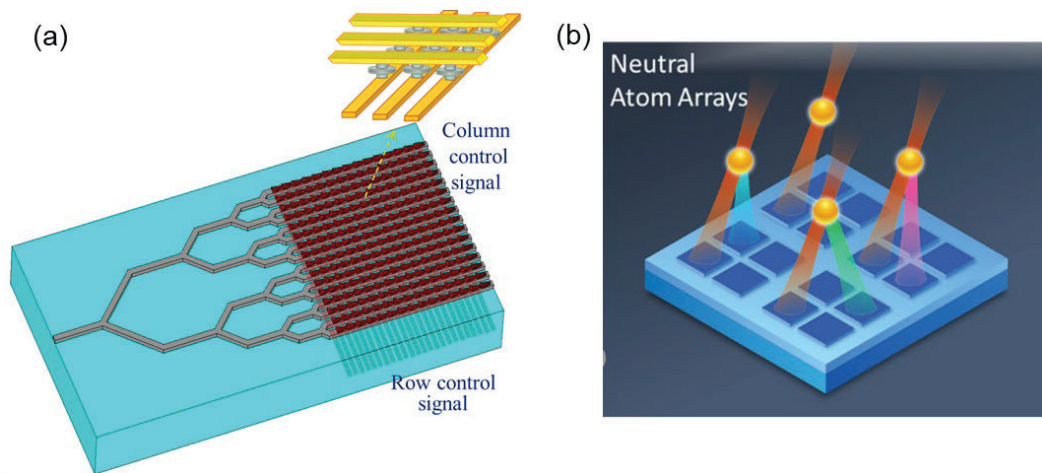 (a)
Column
control
signal
Row control
signal
(b)
Neutral
Atom Arrays